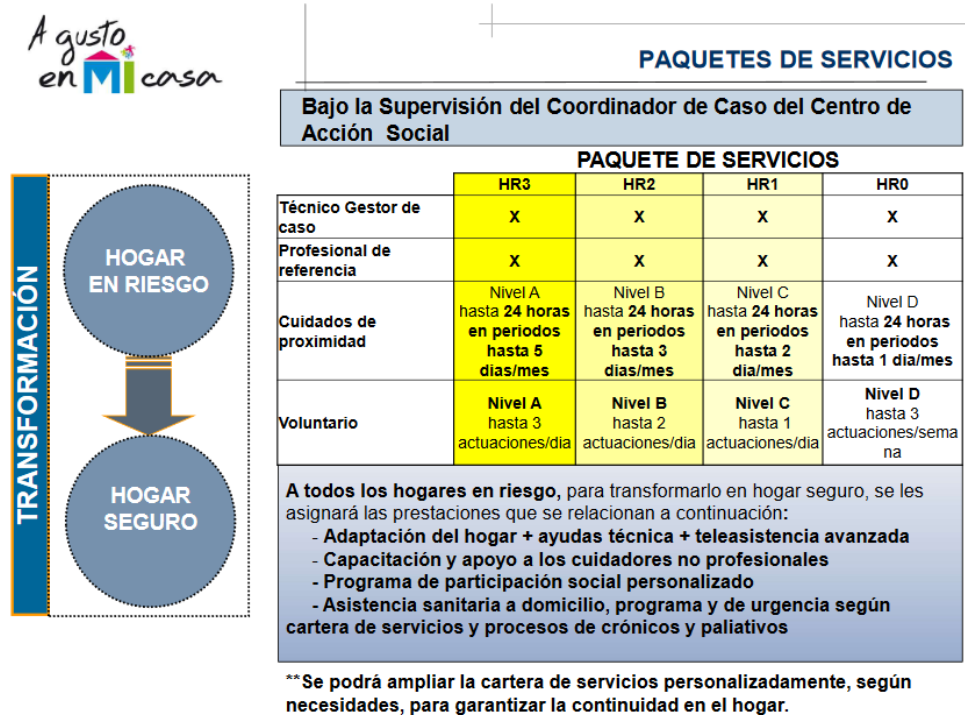 A gusto
en Mi casa
PAQUETES DE SERVICIOS
Bajo la Supervisión del Coordinador de Caso del Centro de
Acción Social
TRANSFORMACIÓN
HOGAR
EN RIESGO
HOGAR
SEGURO
PAQUETE DE SERVICIOS
HR3 HR2 HR1 HR0
Técnico Gestor de
caso
X X X X
Profesional de
referencia
X X X X
Cuidados de
proximidad
Nivel A
hasta 24 horas
en periodos
hasta 5
dias/mes
Nivel B
hasta 24 horas
en periodos
hasta 3
dias/mes
Nivel C
hasta 24 horas
en periodos
hasta 2
dia/mes
Nivel D
hasta 24 horas
en periodos
hasta 1 dia/mes
Voluntario
Nivel A
hasta 3
actuaciones/dia
Nivel B
hasta 2
actuaciones/dia
Nivel C
hasta 1
actuaciones/dia
Nivel D
hasta 3
actuaciones/sema
na
A todos los hogares en riesgo, para transformarlo en hogar seguro, se les
asignará las prestaciones que se relacionan a continuación:
- Adaptación del hogar + ayudas técnica + teleasistencia avanzada
- Capacitación y apoyo a los cuidadores no profesionales
- Programa de participación social personalizado
- Asistencia sanitaria a domicilio, programa y de urgencia según
cartera de servicios y procesos de crónicos y paliativos
**Se podrá ampliar la cartera de servicios personalizadamente, según
necesidades, para garantizar la continuidad en el hogar.